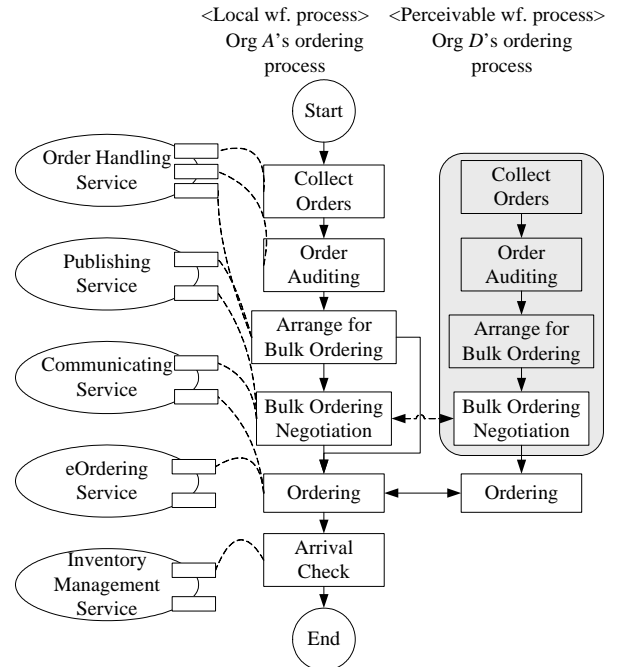 <Local wf. process>
Org A's ordering
process
<Perceivable wf. process>
Org D's ordering
process
Start
Order Handling
Service
Collect
Orders
Collect
Orders
Publishing
Service
Order
Auditing
Order
Auditing
Communicating
Service
Arrange for
Bulk Ordering
Arrange for
Bulk Ordering
Bulk Ordering
Negotiation
Bulk Ordering
Negotiation
eOrdering
Service
Ordering
Ordering
Inventory
Management
Service
Arrival
Check
End